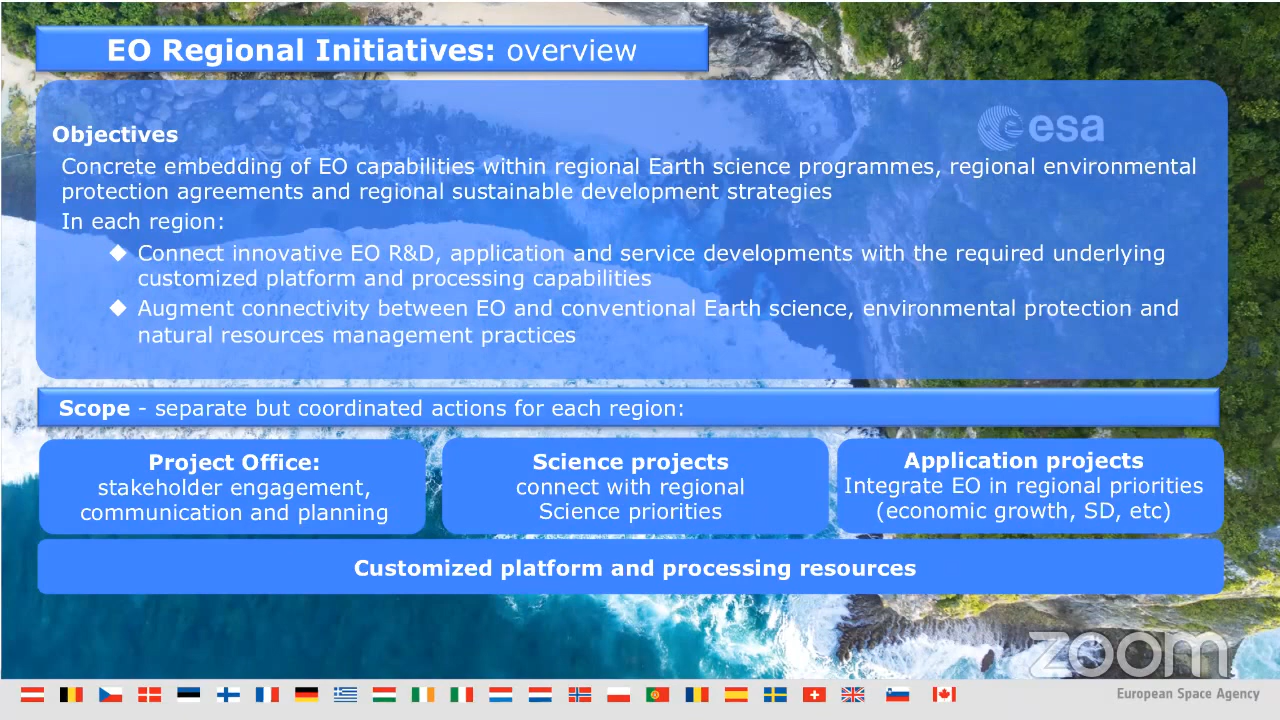 EO Regional Initiatives: overview
esa
Objectives
Concrete embedding of EO capabilities within regional Earth science programmes, regional environmental
protection agreements and regional sustainable development strategies
In each region:
◆ Connect innovative EO R&D, application and service developments with the required underlying
customized platform and processing capabilities
◆ Augment connectivity between EO and conventional Earth science, environmental protection and
natural resources management practices
Scope - separate but coordinated actions for each region:
Project Office:
stakeholder engagement,
communication and planning
Science projects
connect with regional
Science priorities
Application projects
Integrate EO in regional priorities
(economic growth, SD, etc)
Customized platform and processing resources
zoom
European Space Agency